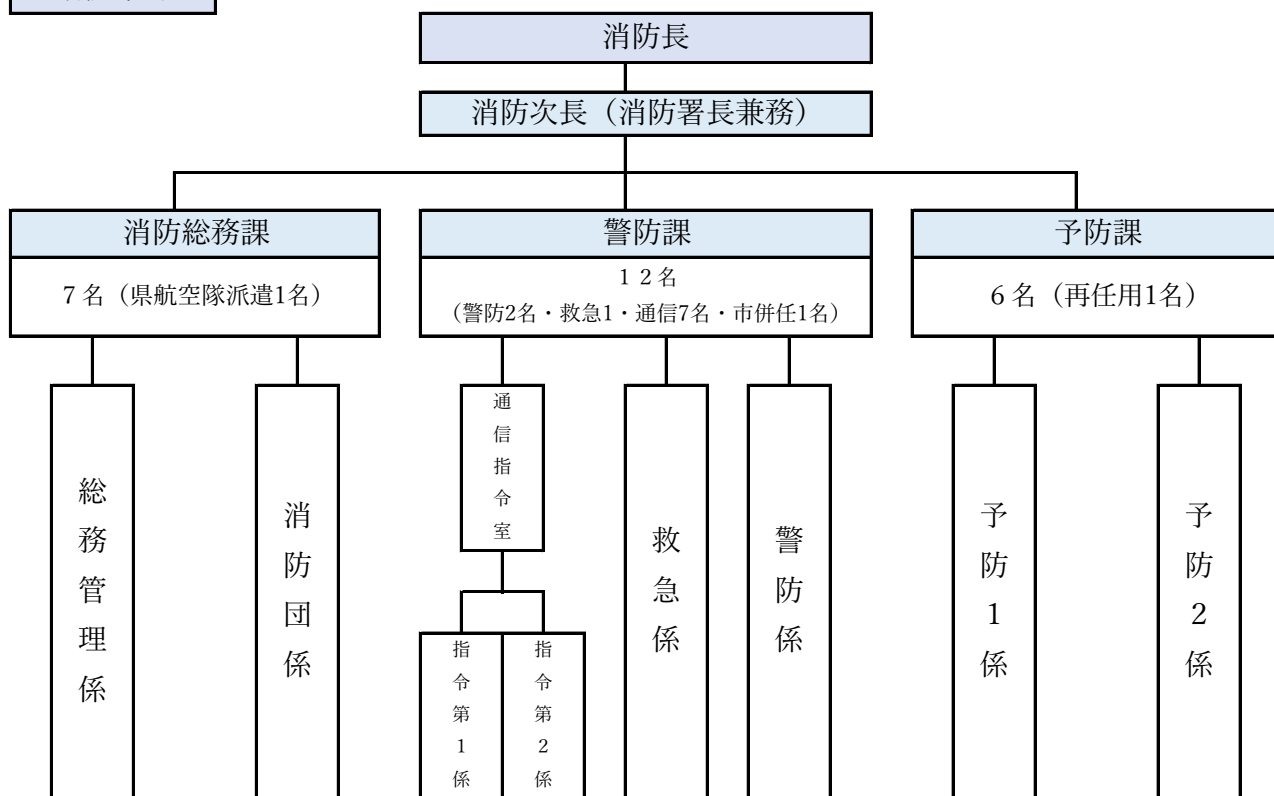 消防長
消防次長（消防署長兼務）
消防総務課
７名（県航空隊派遣1名）
警防課
１２名
（警防2名・救急1・通信7名・市併任1名）
予防課
６名（再任用1名）
総務管理係
消防団係
通信指令室
指令第1係
指令第2係
救急係
警防係
予防1係
予防2係